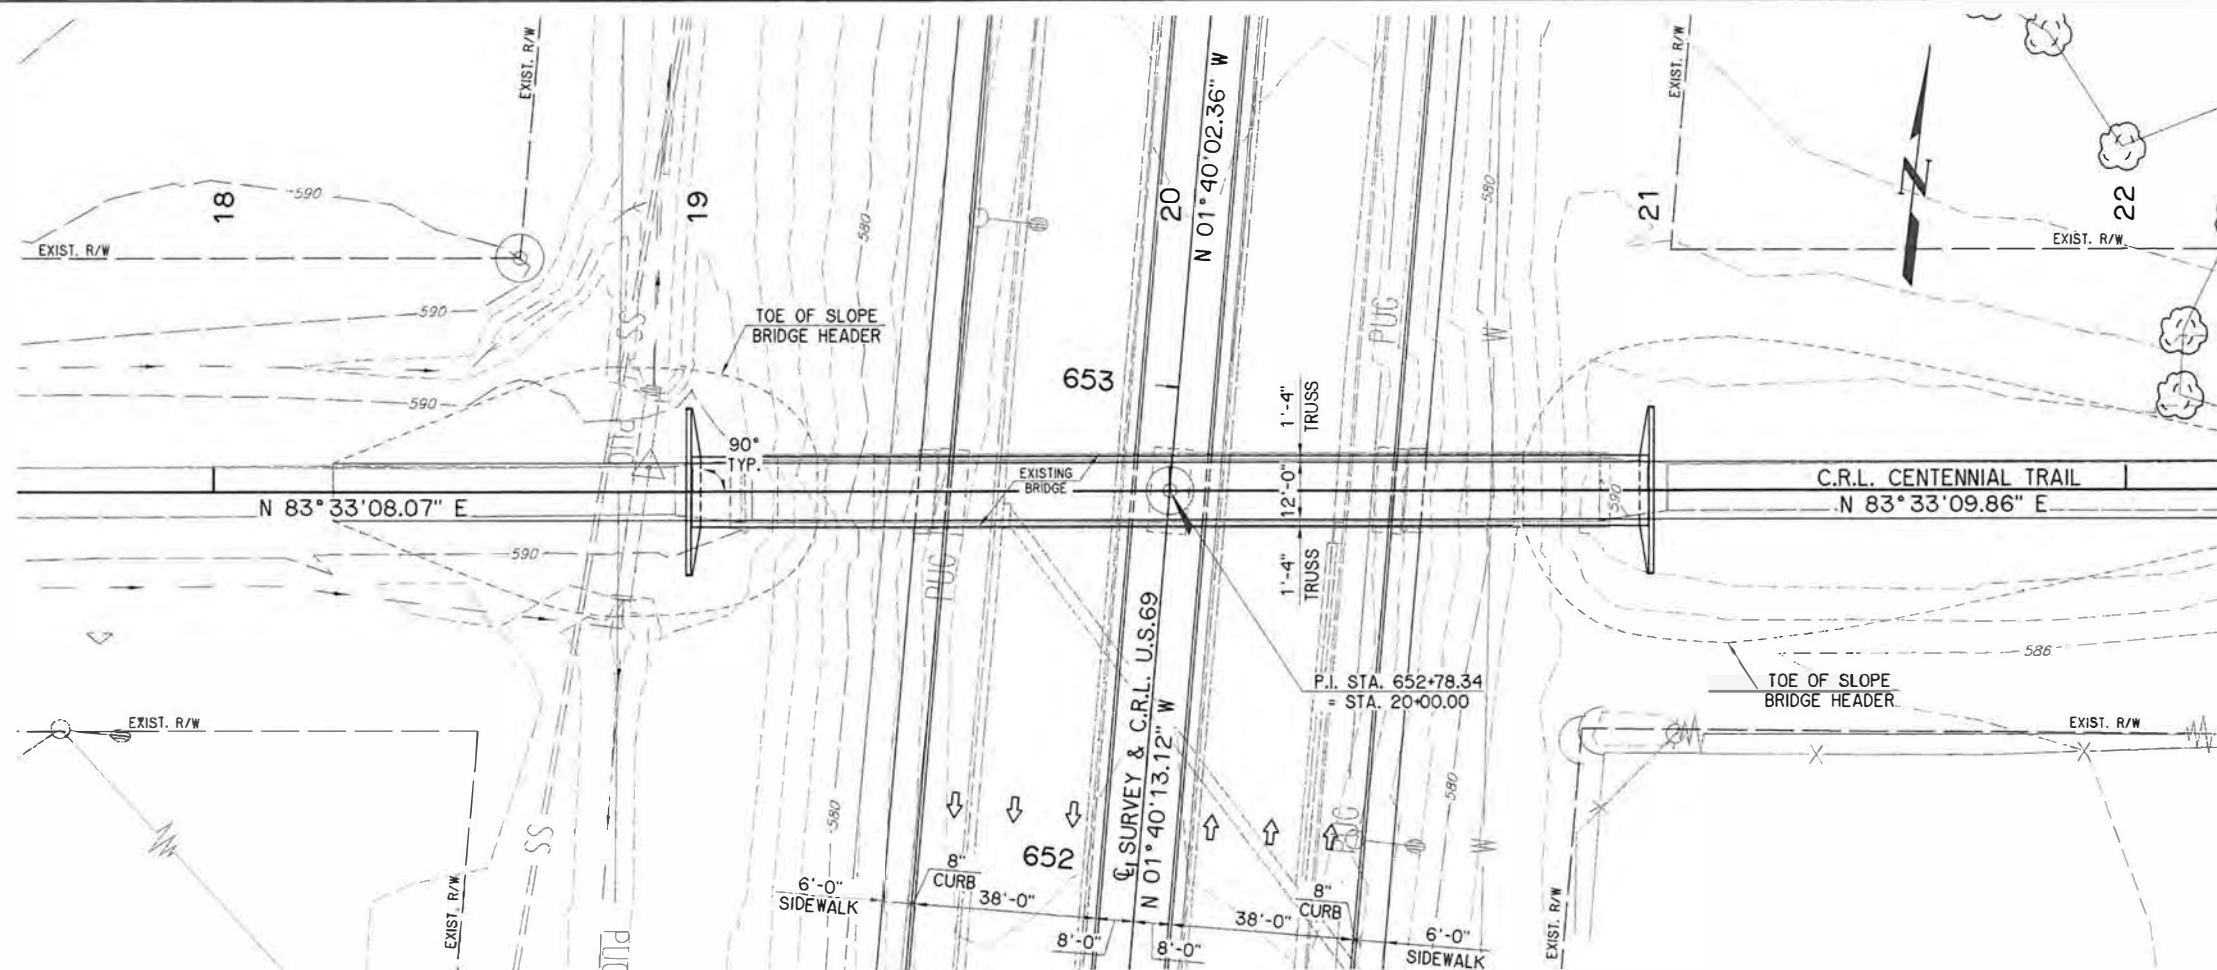 EXIST. R/W
N 01°40'02.36" W
EXIST. R/W
18
590
19
20
580
580
21
22
EXIST. R/W
EXIST. R/W
590
TOE OF SLOPE
BRIDGE HEADER
SS
PUG
W
653
1'-4"
TRUSS
590
PUG
90°
TYP.
EXISTING
BRIDGE
12'-0"
590
C.R.L. CENTENNIAL TRAIL
N 83°33'08.07" E
N 83°33'09.86" E
590
PUG
1'-4"
TRUSS
586
P.I. STA. 652+78.34
= STA. 20+00.00
TOE OF SLOPE
BRIDGE HEADER
EXIST. R/W
EXIST. R/W
℄ SURVEY & C.R.L. U.S.69
N 01°40'13.12" W
580
580
SS
652
PUG
W
8"
CURB
6'-0"
SIDEWALK
38'-0"
8'-0"
8'-0"
38'-0"
8"
CURB
6'-0"
SIDEWALK
EXIST. R/W
EXIST. R/W
PUG